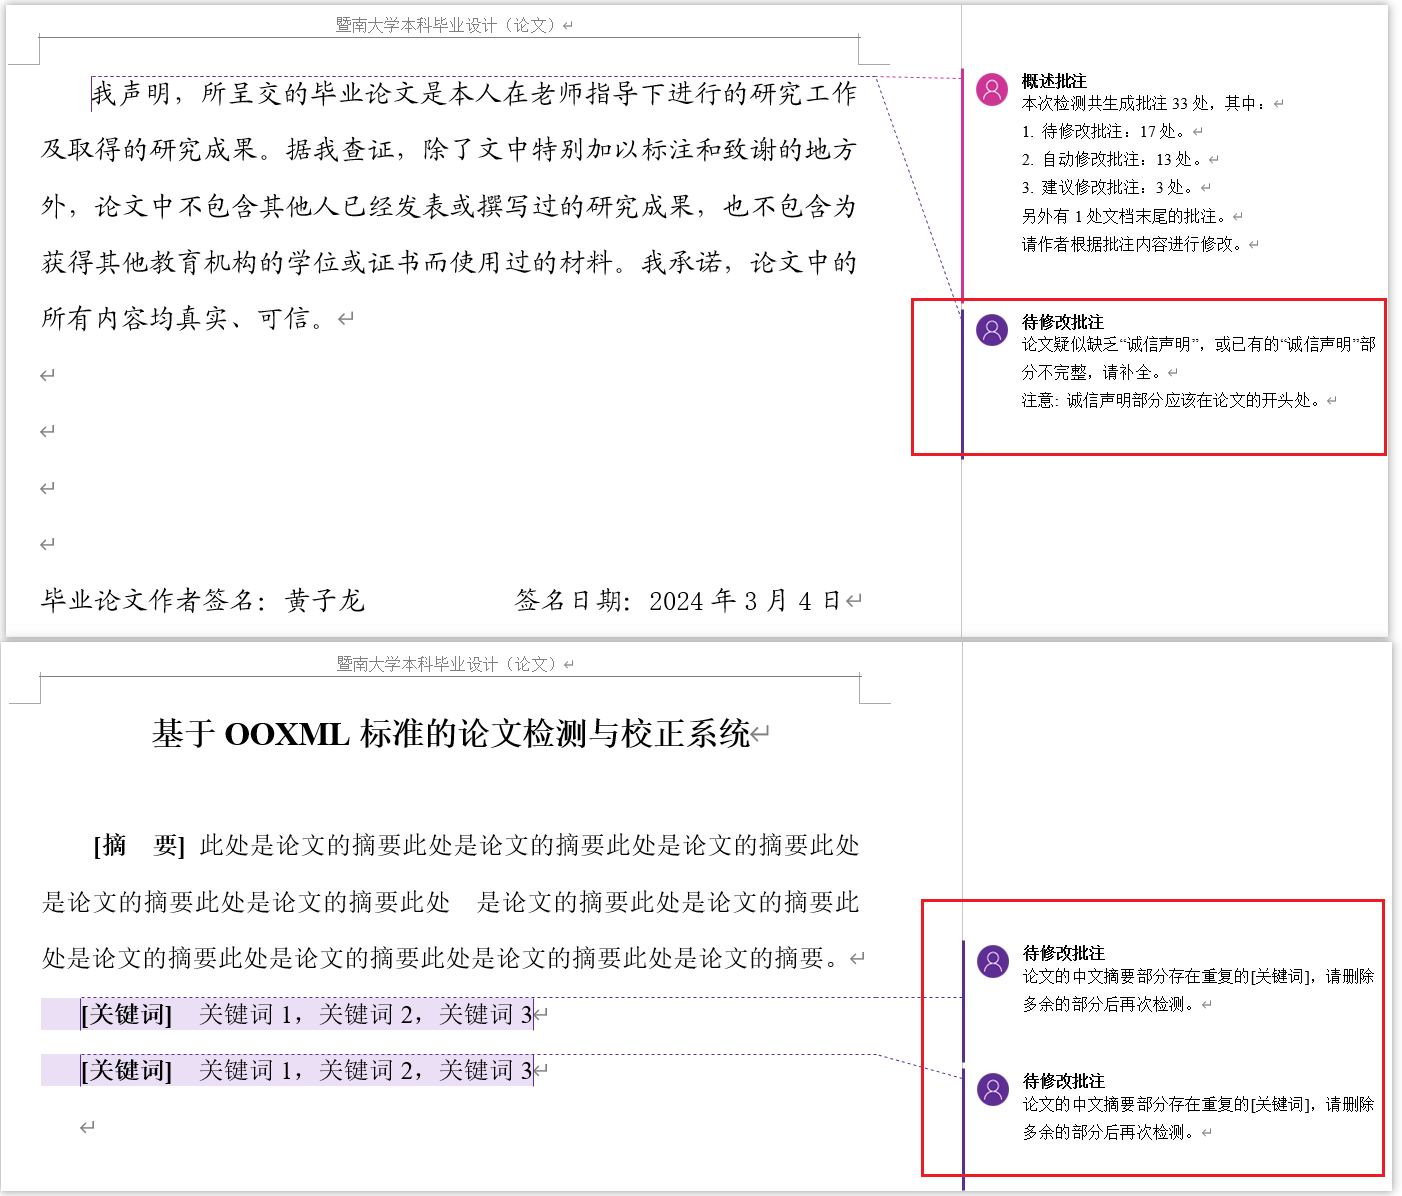 暨南大学本科毕业设计（论文）
我声明，所呈交的毕业论文是本人在老师指导下进行的研究工作
及取得的研究成果。据我查证，除了文中特别加以标注和致谢的地方
外，论文中不包含其他人已经发表或撰写过的研究成果，也不包含为
获得其他教育机构的学位或证书而使用过的材料。我承诺，论文中的
所有内容均真实、可信。
毕业论文作者签名：黄子龙 签名日期：2024 年 3 月 4 日
概述批注
本次检测共生成批注 33 处，其中：
1. 待修改批注：17 处。
2. 自动修改批注：13 处。
3. 建议修改批注：3 处。
另外有 1 处文档末尾的批注。
请作者根据批注内容进行修改。
待修改批注
论文疑似缺乏“诚信声明”，或已有的“诚信声明”部
分不完整，请补全。
注意: 诚信声明部分应该在论文的开头处。
暨南大学本科毕业设计（论文）
基于 OOXML 标准的论文检测与校正系统
[摘　要] 此处是论文的摘要此处是论文的摘要此处是论文的摘要此处
是论文的摘要此处是论文的摘要此处　是论文的摘要此处是论文的摘要此
处是论文的摘要此处是论文的摘要此处是论文的摘要此处是论文的摘要。
[关键词]　关键词 1，关键词 2，关键词 3
[关键词]　关键词 1，关键词 2，关键词 3
待修改批注
论文的中文摘要部分存在重复的[关键词]，请删除
多余的部分后再次检测。
待修改批注
论文的中文摘要部分存在重复的[关键词]，请删除
多余的部分后再次检测。